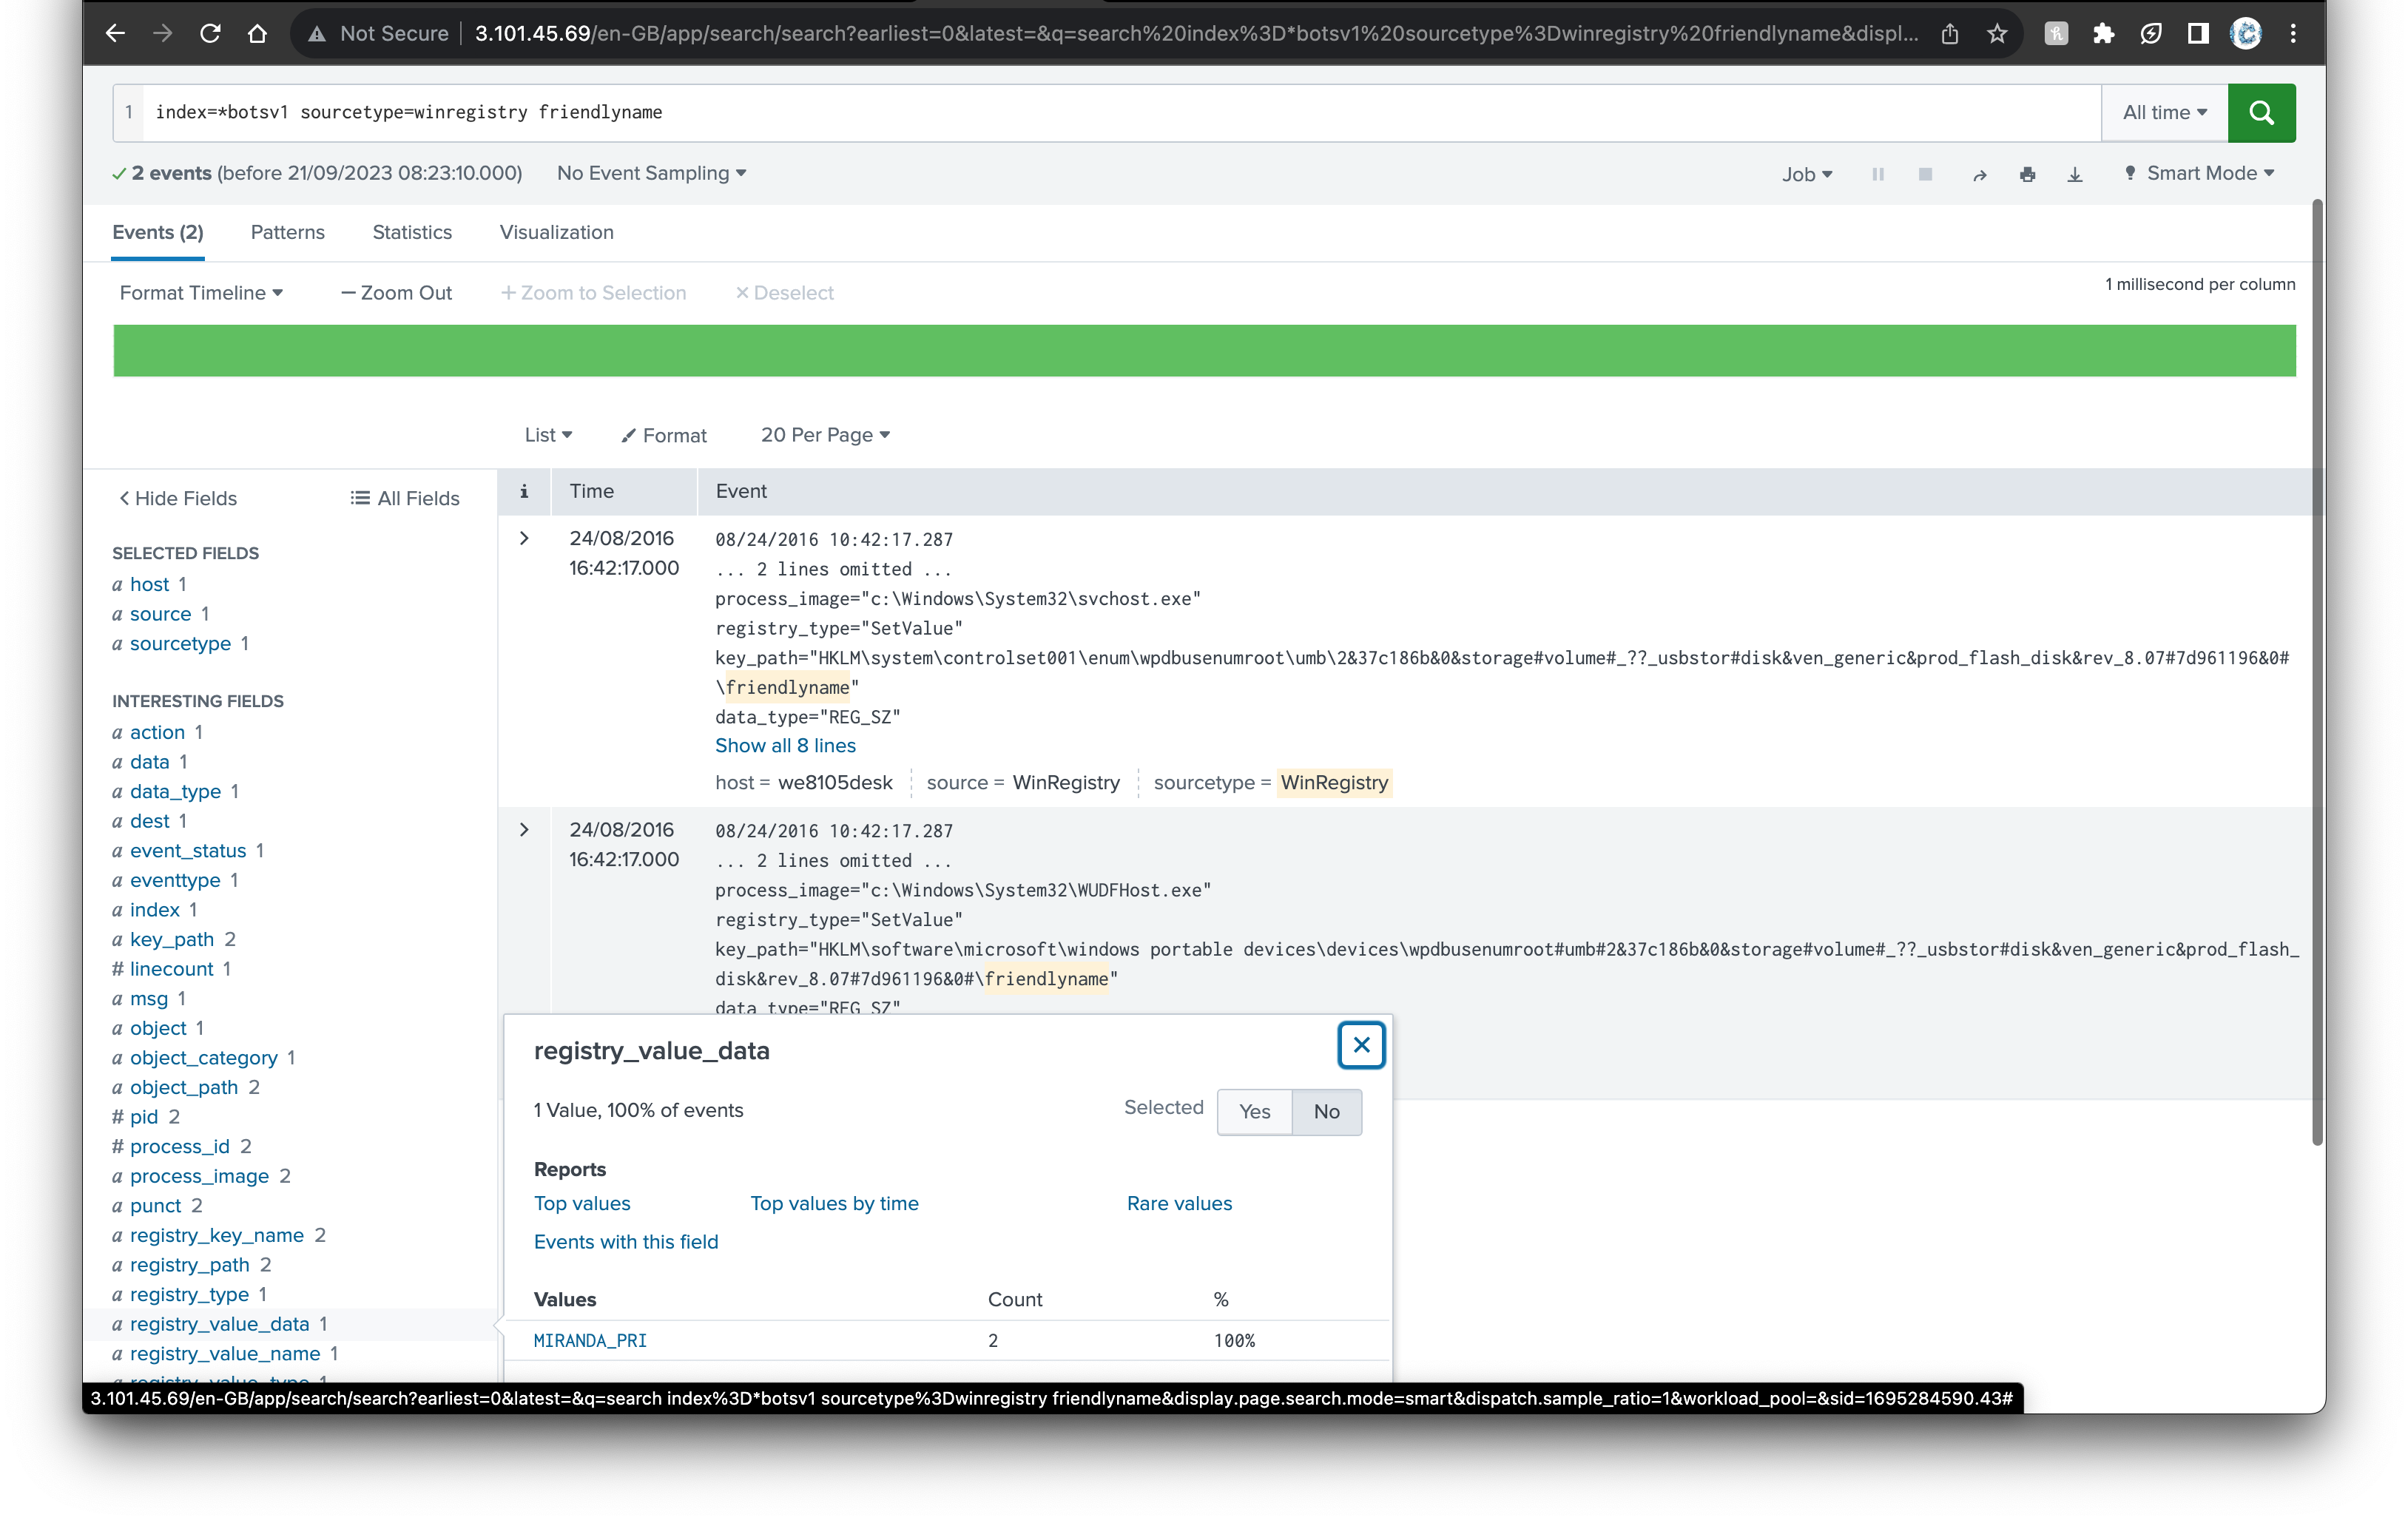 Not Secure 3.101.45.69/en-GB/app/search/search?earliest=0&latest=&q=search%20index%3D*botsv1%20sourcetype%3Dwinregistry%20friendlyname&displ...
1 index=*botsv1 sourcetype=winregistry friendlyname All time
2 events (before 21/09/2023 08:23:10.000) No Event Sampling Job Smart Mode
Events (2) Patterns Statistics Visualization
Format Timeline — Zoom Out + Zoom to Selection × Deselect 1 millisecond per column
List Format 20 Per Page
< Hide Fields All Fields
SELECTED FIELDS
a host 1
a source 1
a sourcetype 1
INTERESTING FIELDS
a action 1
a data 1
a data_type 1
a dest 1
a event_status 1
a eventtype 1
a index 1
a key_path 2
# linecount 1
a msg 1
a object 1
a object_category 1
a object_path 2
# pid 2
# process_id 2
a process_image 2
a punct 2
a registry_key_name 2
a registry_path 2
a registry_type 1
a registry_value_data 1
a registry_value_name 1
a registry_value_type 1
i Time Event
> 24/08/2016 16:42:17.000
08/24/2016 10:42:17.287
... 2 lines omitted ...
process_image="c:\Windows\System32\svchost.exe"
registry_type="SetValue"
key_path="HKLM\system\controlset001\enum\wpdbusenumroot\umb\2&37c186b&0&storage#volume#_??_usbstor#disk&ven_generic&prod_flash_disk&rev_8.07#7d961196&0#
\friendlyname"
data_type="REG_SZ"
Show all 8 lines
host = we8105desk source = WinRegistry sourcetype = WinRegistry
> 24/08/2016 16:42:17.000
08/24/2016 10:42:17.287
... 2 lines omitted ...
process_image="c:\Windows\System32\WUDFHost.exe"
registry_type="SetValue"
key_path="HKLM\software\microsoft\windows portable devices\devices\wpdbusenumroot#umb#2&37c186b&0&storage#volume#_??_usbstor#disk&ven_generic&prod_flash_
disk&rev_8.07#7d961196&0#\friendlyname"
data_type="REG_SZ"
registry_value_data
1 Value, 100% of events Selected Yes No
Reports
Top values Top values by time Rare values
Events with this field
Values Count %
MIRANDA_PRI 2 100%
3.101.45.69/en-GB/app/search/search?earliest=0&latest=&q=search index%3D*botsv1 sourcetype%3Dwinregistry friendlyname&display.page.search.mode=smart&dispatch.sample_ratio=1&workload_pool=&sid=1695284590.43#